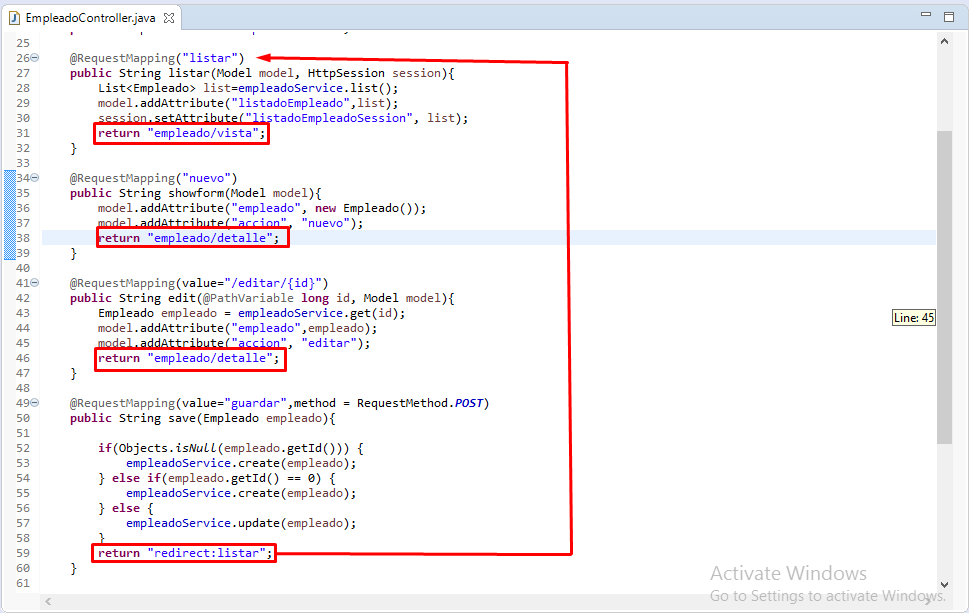 EmpleadoController.java
25
26 @RequestMapping("listar")
27 public String listar(Model model, HttpSession session){
28 List<Empleado> list=empleadoService.list();
29 model.addAttribute("listadoEmpleado",list);
30 session.setAttribute("listadoEmpleadoSession", list);
31 return "empleado/vista";
32 }
33
34 @RequestMapping("nuevo")
35 public String showform(Model model){
36 model.addAttribute("empleado", new Empleado());
37 model.addAttribute("accion", "nuevo");
38 return "empleado/detalle";
39 }
40
41 @RequestMapping(value="/editar/{id}")
42 public String edit(@PathVariable long id, Model model){
43 Empleado empleado = empleadoService.get(id);
44 model.addAttribute("empleado",empleado);
45 model.addAttribute("accion", "editar");
46 return "empleado/detalle";
47 }
48
49 @RequestMapping(value="guardar",method = RequestMethod.POST)
50 public String save(Empleado empleado){
51
52 if(Objects.isNull(empleado.getId())) {
53 empleadoService.create(empleado);
54 } else if(empleado.getId() == 0) {
55 empleadoService.create(empleado);
56 } else {
57 empleadoService.update(empleado);
58 }
59 return "redirect:listar";
60 }
61
Line: 45
Activate Windows
Go to Settings to activate Windows.